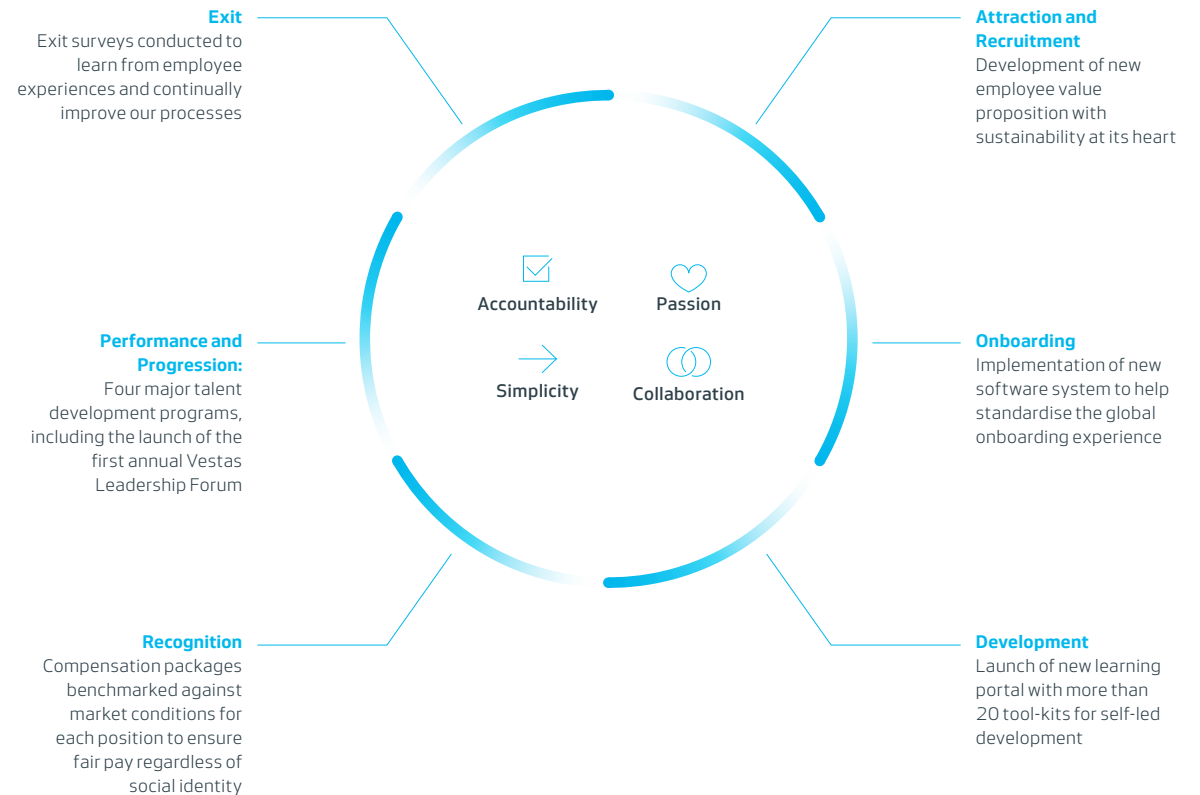 Exit
Exit surveys conducted to
learn from employee
experiences and continually
improve our processes
Attraction and
Recruitment
Development of new
employee value
proposition with
sustainability at its heart
Accountability
Passion
Simplicity
Collaboration
Performance and
Progression:
Four major talent
development programs,
including the launch of the
first annual Vestas
Leadership Forum
Onboarding
Implementation of new
software system to help
standardise the global
onboarding experience
Recognition
Compensation packages
benchmarked against
market conditions for
each position to ensure
fair pay regardless of
social identity
Development
Launch of new learning
portal with more than
20 tool-kits for self-led
development